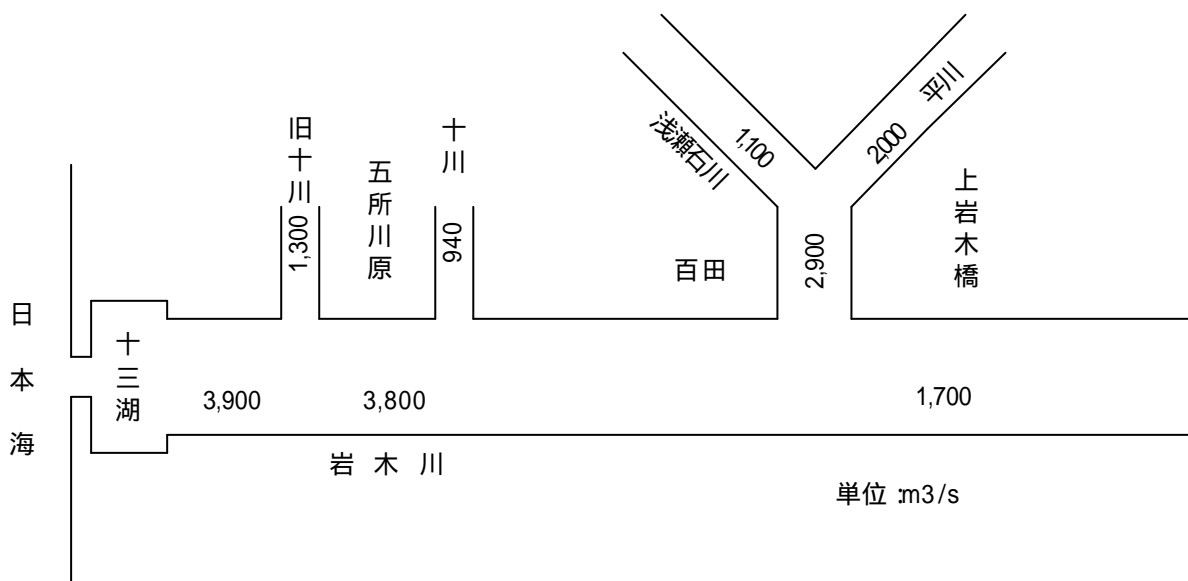 日本海
十三湖
旧十川
1,300
五所川原
十川
940
浅瀬石川
1,100
平川
2,000
百田
2,900
上岩木橋
3,900
3,800
1,700
岩木川
単位:m3/s